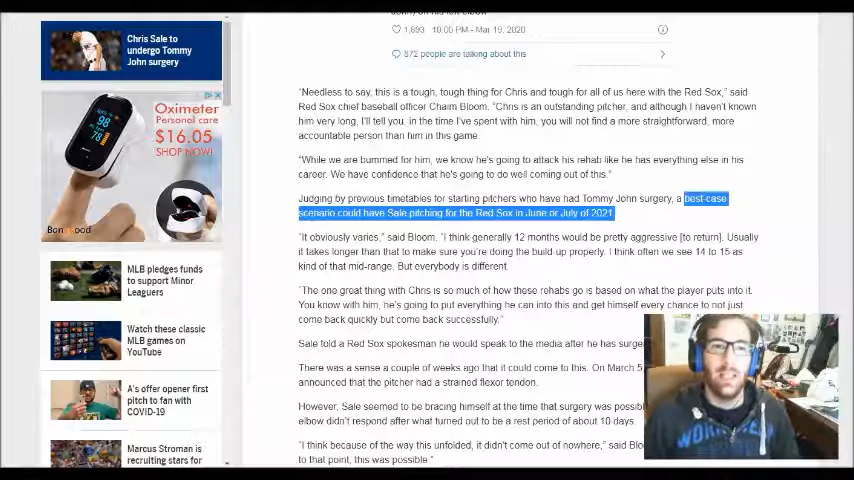 Johnny on his left elbow
1,893 10:00 PM - Mar 19, 2020
872 people are talking about this
Chris Sale to
undergo Tommy
John surgery
Oximeter
Personal care
$16.05
SHOP NOW!
98
78
MLB pledges funds
to support Minor
Leaguers
Watch these classic
MLB games on
YouTube
A's offer opener first
pitch to fan with
COVID-19
Marcus Stroman is
recruiting stars for
“Needless to say, this is a tough, tough thing for Chris and tough for all of us here with the Red Sox,” said
Red Sox chief baseball officer Chaim Bloom. “Chris is an outstanding pitcher, and although I haven't known
him very long, I'll tell you, in the time I've spent with him, you will not find a more straightforward, more
accountable person than him in this game.
“While we are bummed for him, we know he's going to attack his rehab like he has everything else in his
career. We have confidence that he's going to do well coming out of this.”
Judging by previous timetables for starting pitchers who have had Tommy John surgery, a best-case
scenario could have Sale pitching for the Red Sox in June or July of 2021.
“It obviously varies,” said Bloom. “I think generally 12 months would be pretty aggressive [to return]. Usually
it takes longer than that to make sure you're doing the build-up properly. I think often we see 14 to 15 as
kind of that mid-range. But everybody is different.
“The one great thing with Chris is so much of how these rehabs go is based on what the player puts into it.
You know with him, he's going to put everything he can into this and get himself every chance to not just
come back quickly but come back successfully.”
Sale told a Red Sox spokesman he would speak to the media after he has surge
There was a sense a couple of weeks ago that it could come to this. On March 5,
announced that the pitcher had a strained flexor tendon.
However, Sale seemed to be bracing himself at the time that surgery was possib
elbow didn't respond after what turned out to be a rest period of about 10 days.
“I think because of the way this unfolded, it didn't come out of nowhere,” said Bloo
to that point, this was possible.”